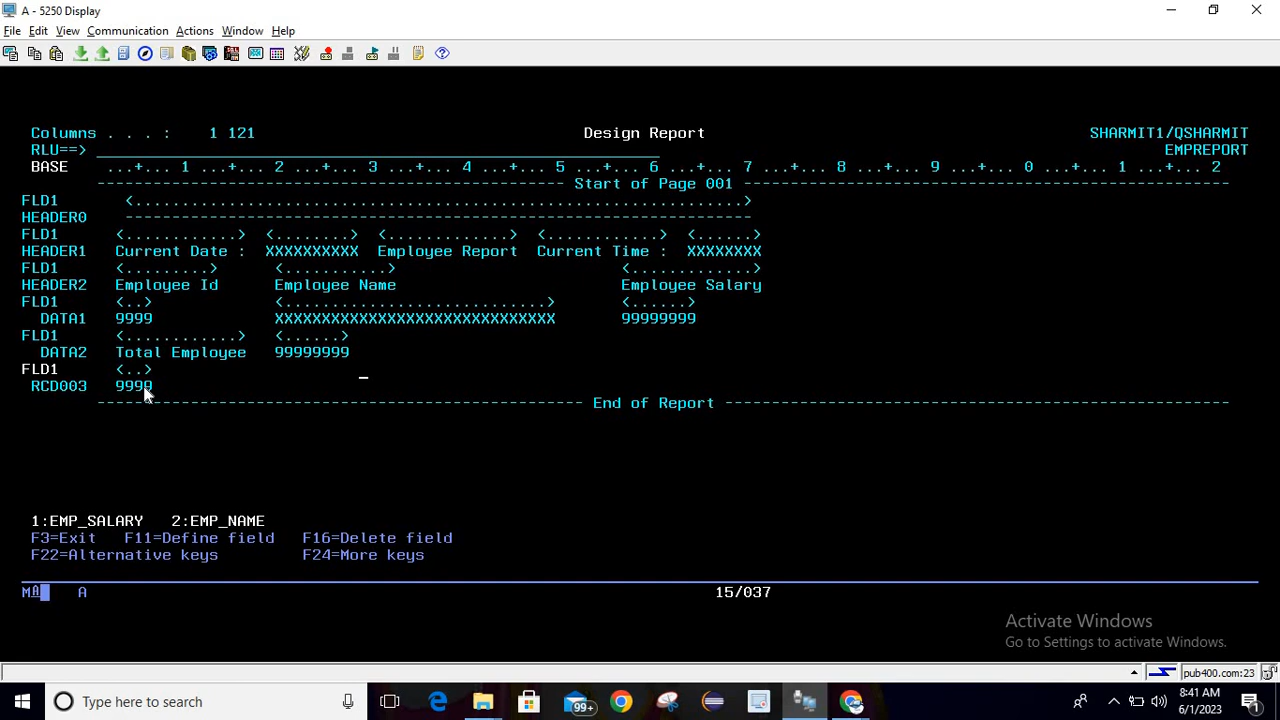 A - 5250 Display
File Edit View Communication Actions Window Help
Columns . . . : 1 121 Design Report SHARMIT1/QSHARMIT
RLU==> EMPREPORT
BASE ...+... 1 ...+... 2 ...+... 3 ...+... 4 ...+... 5 ...+... 6 ...+... 7 ...+... 8 ...+... 9 ...+... 0 ...+... 1 ...+... 2
-------------------------------------------------- Start of Page 001 ----------------------------------------------------
FLD1 <.................................................................>
HEADER0 -------------------------------------------------------------------
FLD1 <............> <........> <.............> <............> <......>
HEADER1 Current Date : XXXXXXXXXX Employee Report Current Time : XXXXXXXX
FLD1 <.........> <...........> <.............>
HEADER2 Employee Id Employee Name Employee Salary
FLD1 <..> <............................> <......>
DATA1 9999 XXXXXXXXXXXXXXXXXXXXXXXXXXXXXX 99999999
FLD1 <............> <......>
DATA2 Total Employee 99999999
FLD1 <..>
RCD003 9999
---------------------------------------------------- End of Report ------------------------------------------------------
1:EMP_SALARY 2:EMP_NAME
F3=Exit F11=Define field F16=Delete field
F22=Alternative keys F24=More keys
MA A 15/037
Activate Windows
Go to Settings to activate Windows.
pub400.com:23
Type here to search
99+
8:41 AM
6/1/2023
1